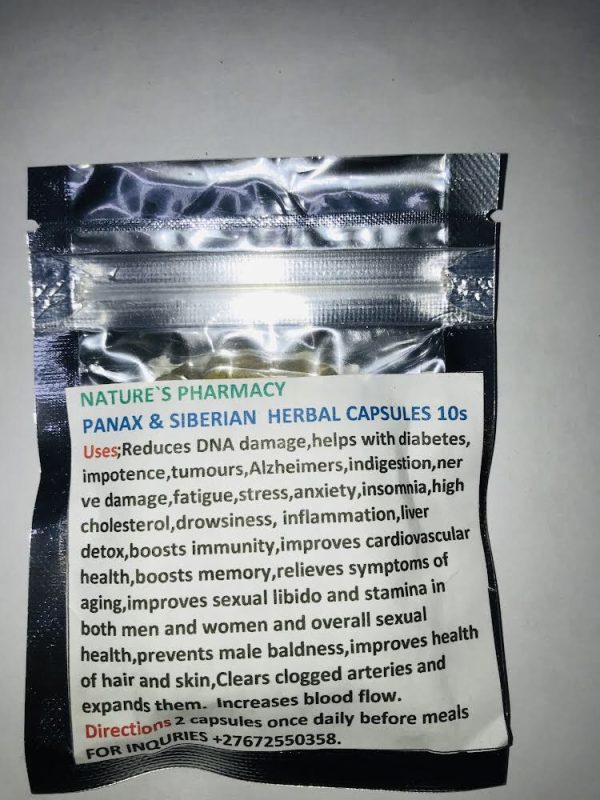 NATURE`S PHARMACY
PANAX & SIBERIAN HERBAL CAPSULES 10s
Uses;Reduces DNA damage,helps with diabetes,
impotence,tumours,Alzheimers,indigestion,ner
ve damage,fatigue,stress,anxiety,insomnia,high
cholesterol,drowsiness, inflammation,liver
detox,boosts immunity,improves cardiovascular
health,boosts memory,relieves symptoms of
aging,improves sexual libido and stamina in
both men and women and overall sexual
health,prevents male baldness,improves health
of hair and skin,Clears clogged arteries and
expands them. Increases blood flow.
Directions 2 capsules once daily before meals
FOR INQURIES +27672550358.